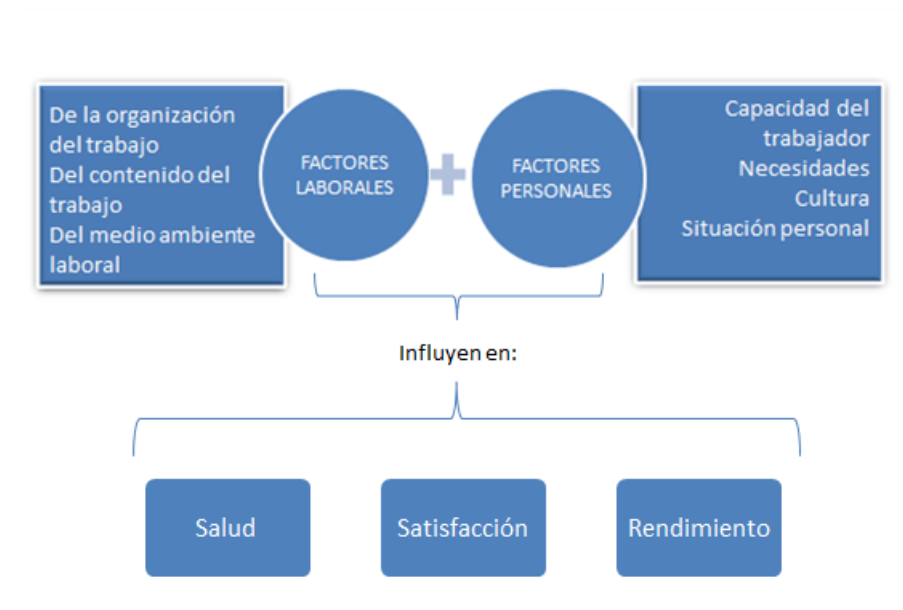 De la organización
del trabajo
Del contenido del
trabajo
Del medio ambiente
laboral
FACTORES
LABORALES
FACTORES
PERSONALES
Capacidad del
trabajador
Necesidades
Cultura
Situación personal
Influyen en:
Salud
Satisfacción
Rendimiento